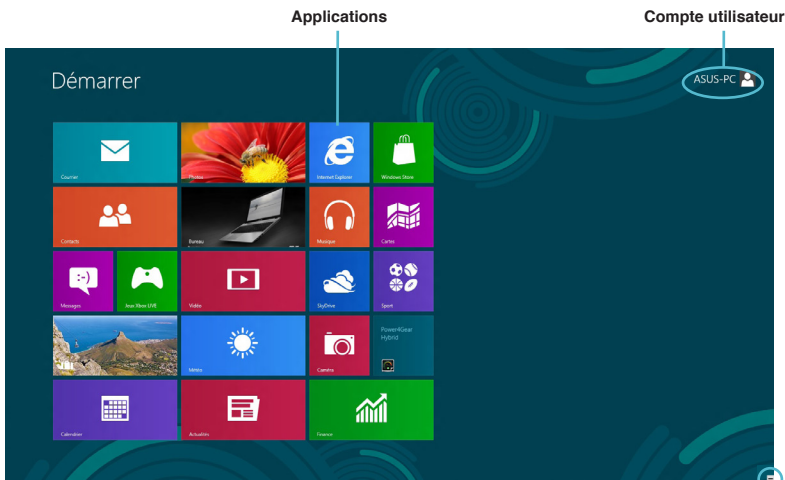 Applications
Compte utilisateur
Démarrer
ASUS-PC
Courrier
Photos
Internet Explorer
Windows Store
Contacts
Bureau
Musique
Cartes
Messages
Jeux Xbox LIVE
Vidéo
SkyDrive
Sport
Météo
Caméra
Power4Gear
Hybrid
Calendrier
Actualités
Finance